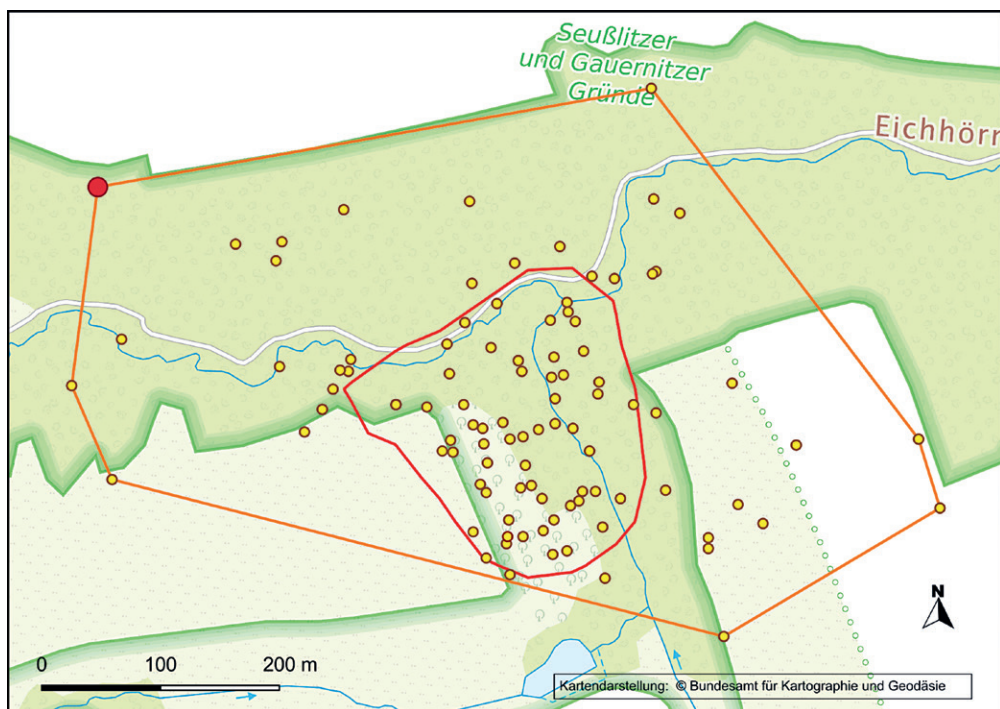 Seußlitzer
und Gauernitzer
Gründe
Eichhörn
N
0 100 200 m
Kartendarstellung: © Bundesamt für Kartographie und Geodäsie